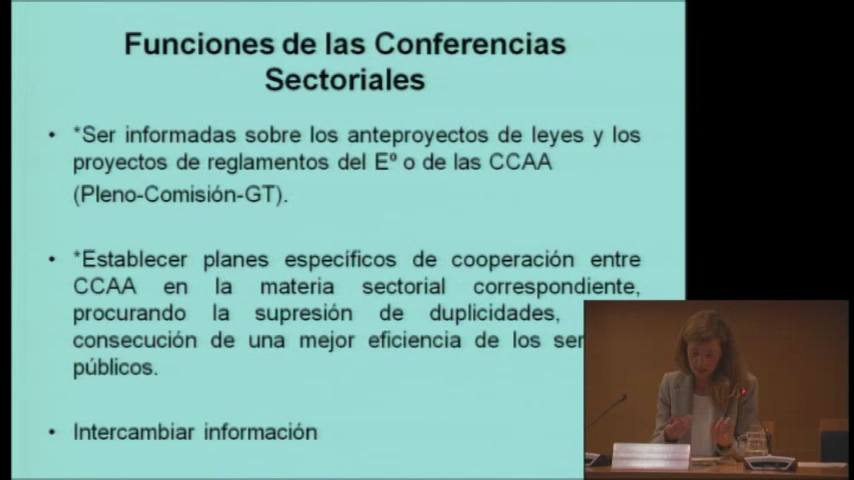 Funciones de las Conferencias
Sectoriales
• *Ser informadas sobre los anteproyectos de leyes y los
proyectos de reglamentos del Eº o de las CCAA
(Pleno-Comisión-GT).
• *Establecer planes específicos de cooperación entre
CCAA en la materia sectorial correspondiente,
procurando la supresión de duplicidades,
consecución de una mejor eficiencia de los
públicos.
• Intercambiar información